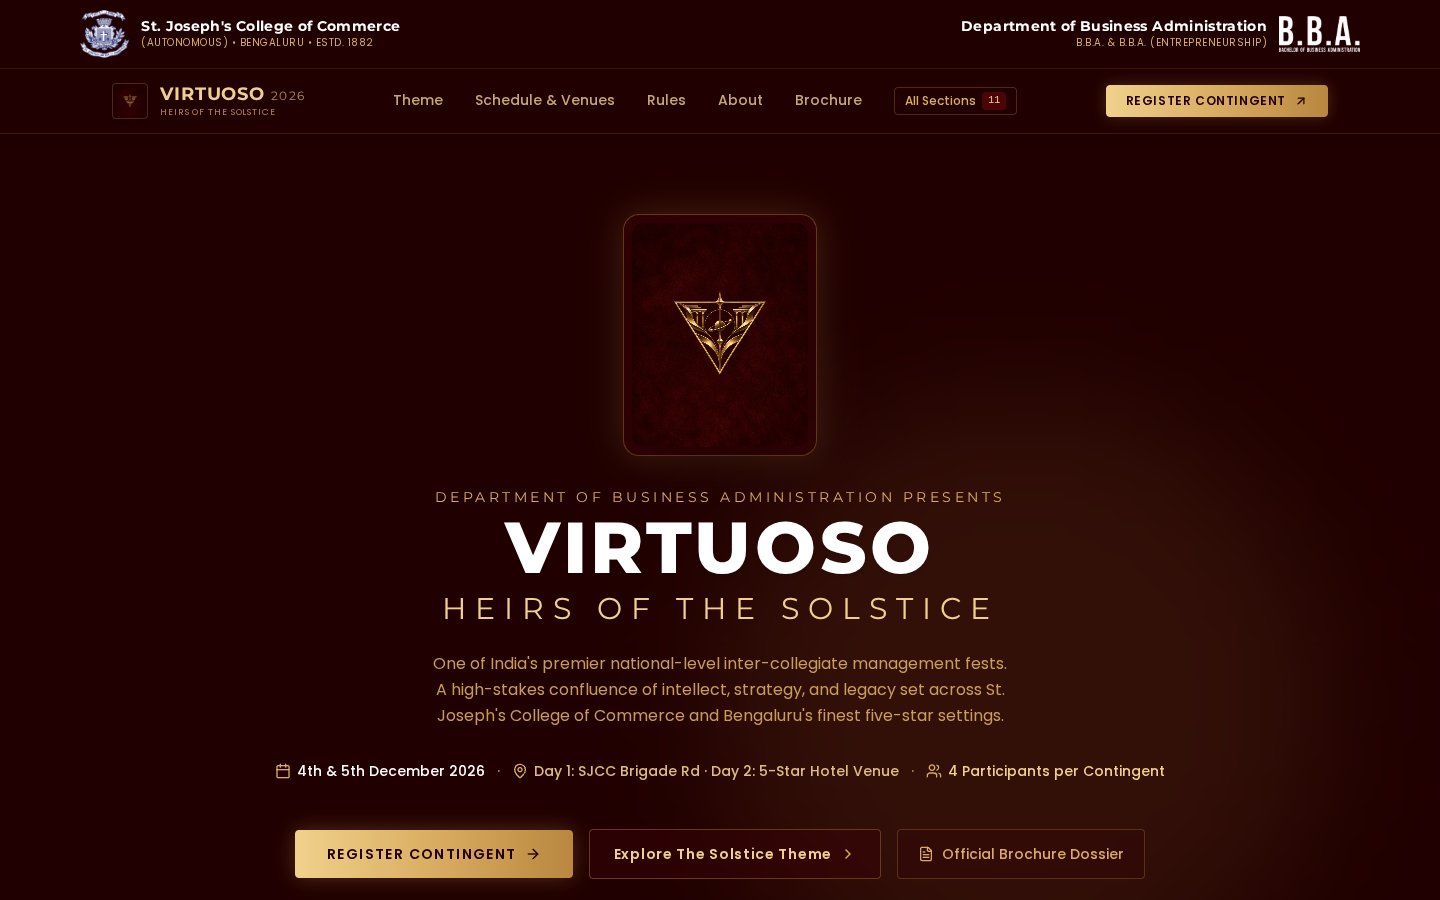 St. Joseph's College of Commerce
(AUTONOMOUS) • BENGALURU • ESTD. 1882
Department of Business Administration
B.B.A. & B.B.A. (ENTREPRENEURSHIP)
B.B.A.
BACHELOR OF BUSINESS ADMINISTRATION
VIRTUOSO 2026
HEIRS OF THE SOLSTICE
Theme
Schedule & Venues
Rules
About
Brochure
All Sections 11
REGISTER CONTINGENT
DEPARTMENT OF BUSINESS ADMINISTRATION PRESENTS
VIRTUOSO
HEIRS OF THE SOLSTICE
One of India's premier national-level inter-collegiate management fests.
A high-stakes confluence of intellect, strategy, and legacy set across St.
Joseph's College of Commerce and Bengaluru's finest five-star settings.
4th & 5th December 2026 · Day 1: SJCC Brigade Rd · Day 2: 5-Star Hotel Venue · 4 Participants per Contingent
REGISTER CONTINGENT
Explore The Solstice Theme
Official Brochure Dossier